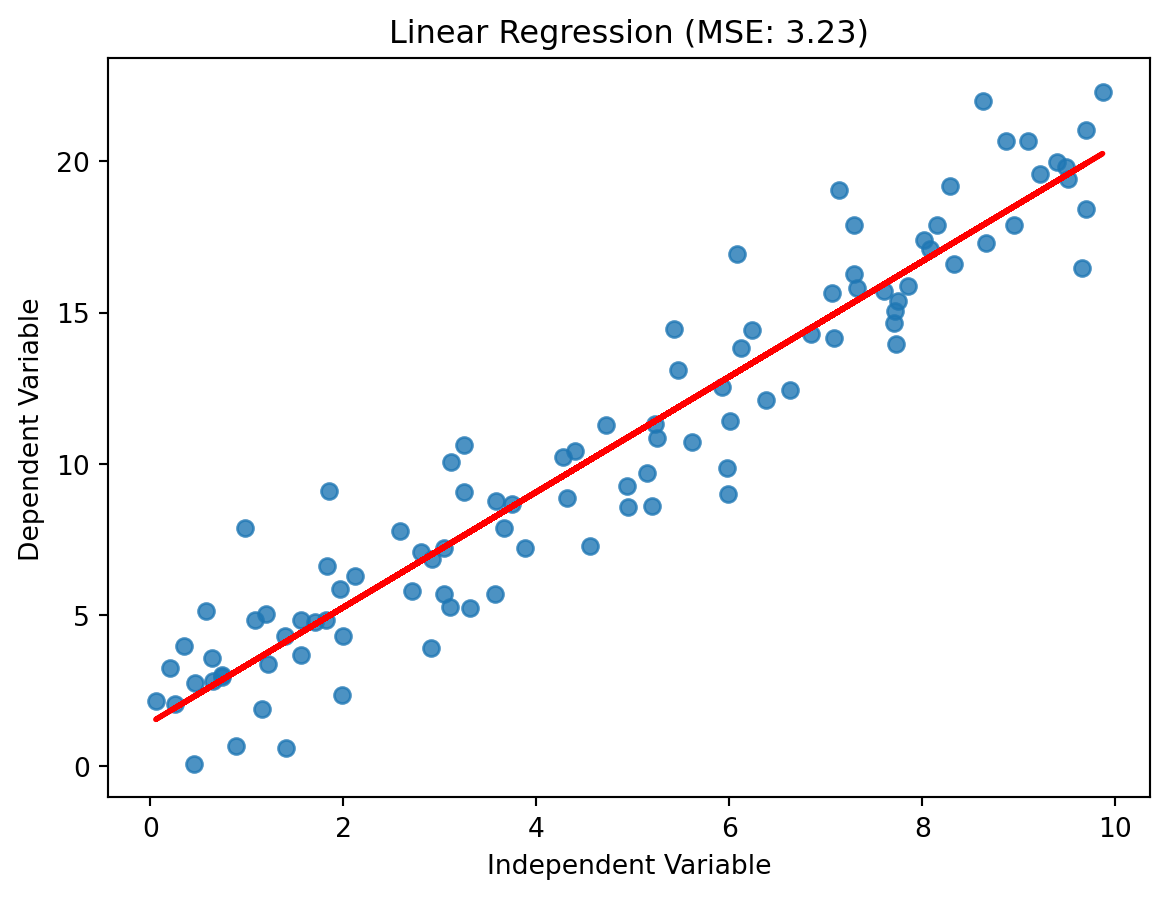 Linear Regression (MSE: 3.23)
Dependent Variable
20
15
10
5
0
0 2 4 6 8 10
Independent Variable